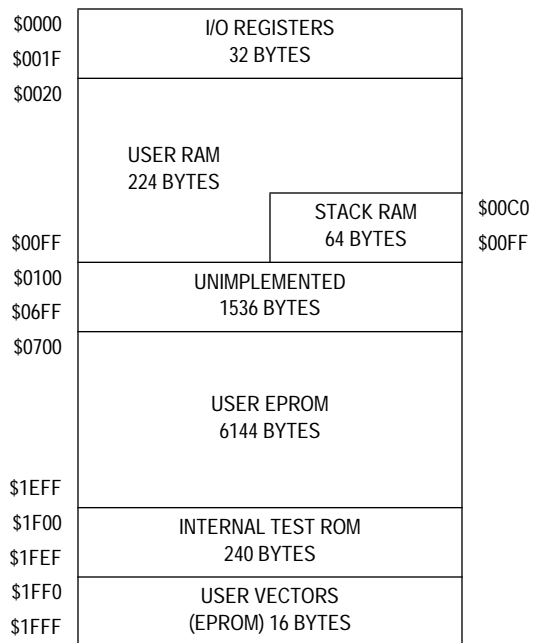 $0000
I/O REGISTERS
32 BYTES
$001F
$0020
USER RAM
224 BYTES
STACK RAM
64 BYTES
$00C0
$00FF
$00FF
$0100
UNIMPLEMENTED
1536 BYTES
$06FF
$0700
USER EPROM
6144 BYTES
$1EFF
$1F00
INTERNAL TEST ROM
240 BYTES
$1FEF
$1FF0
USER VECTORS
(EPROM) 16 BYTES
$1FFF